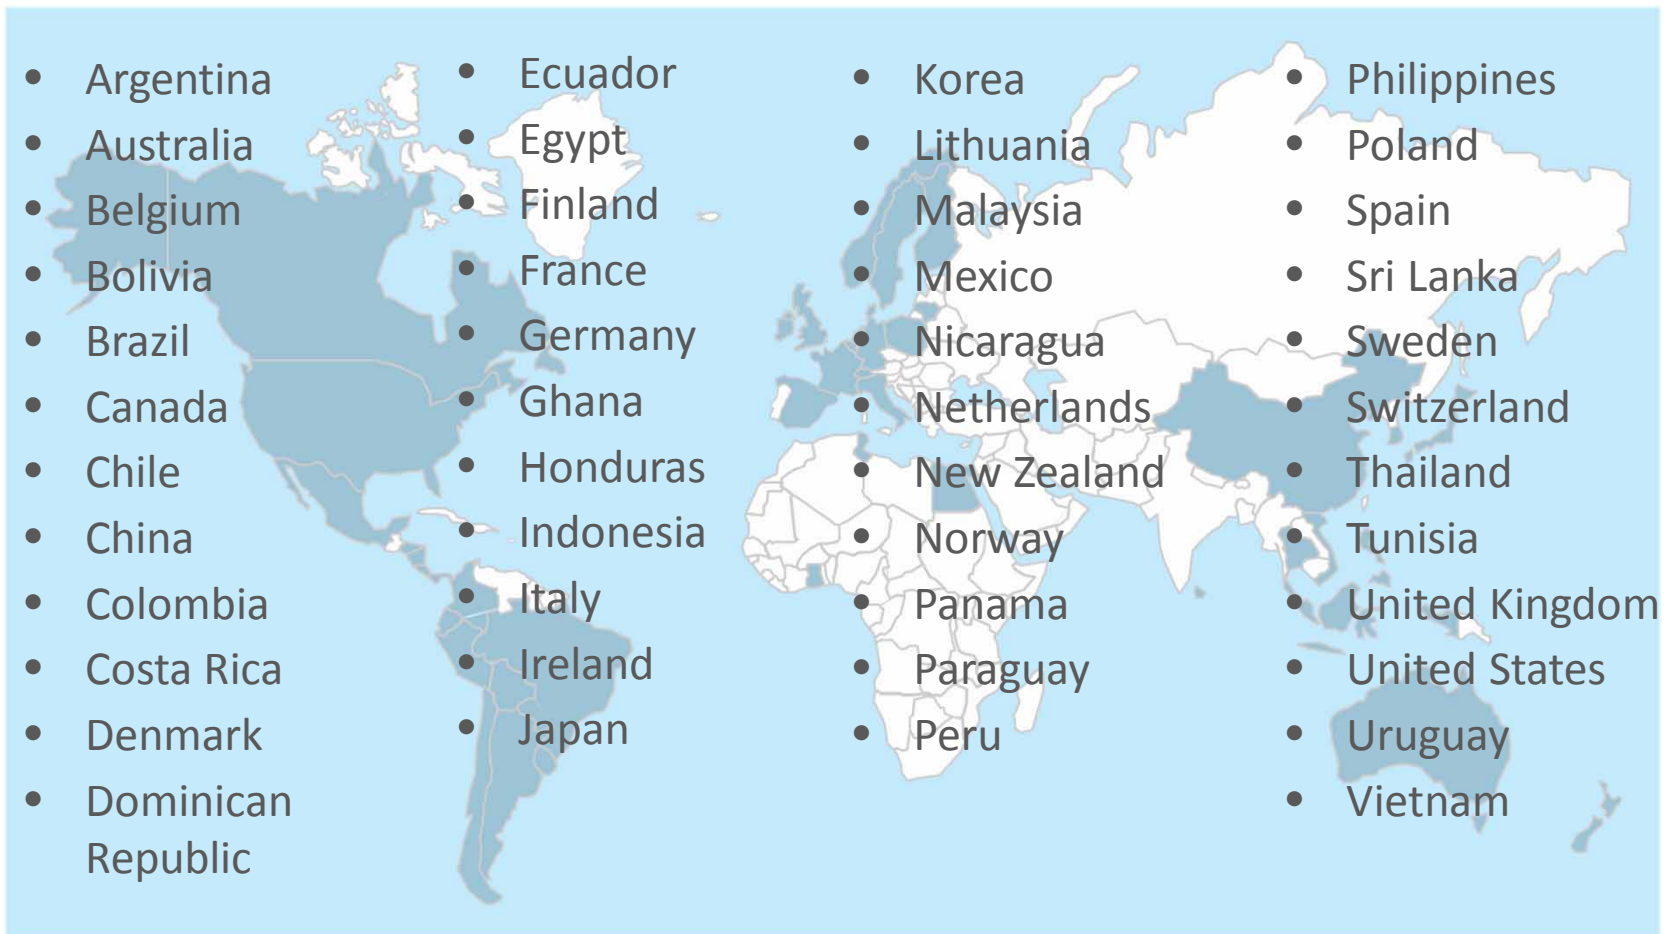 • Argentina
• Australia
• Belgium
• Bolivia
• Brazil
• Canada
• Chile
• China
• Colombia
• Costa Rica
• Denmark
• Dominican
Republic
• Ecuador
• Egypt
• Finland
• France
• Germany
• Ghana
• Honduras
• Indonesia
• Italy
• Ireland
• Japan
• Korea
• Lithuania
• Malaysia
• Mexico
• Nicaragua
• Netherlands
• New Zealand
• Norway
• Panama
• Paraguay
• Peru
• Philippines
• Poland
• Spain
• Sri Lanka
• Sweden
• Switzerland
• Thailand
• Tunisia
• United Kingdom
• United States
• Uruguay
• Vietnam